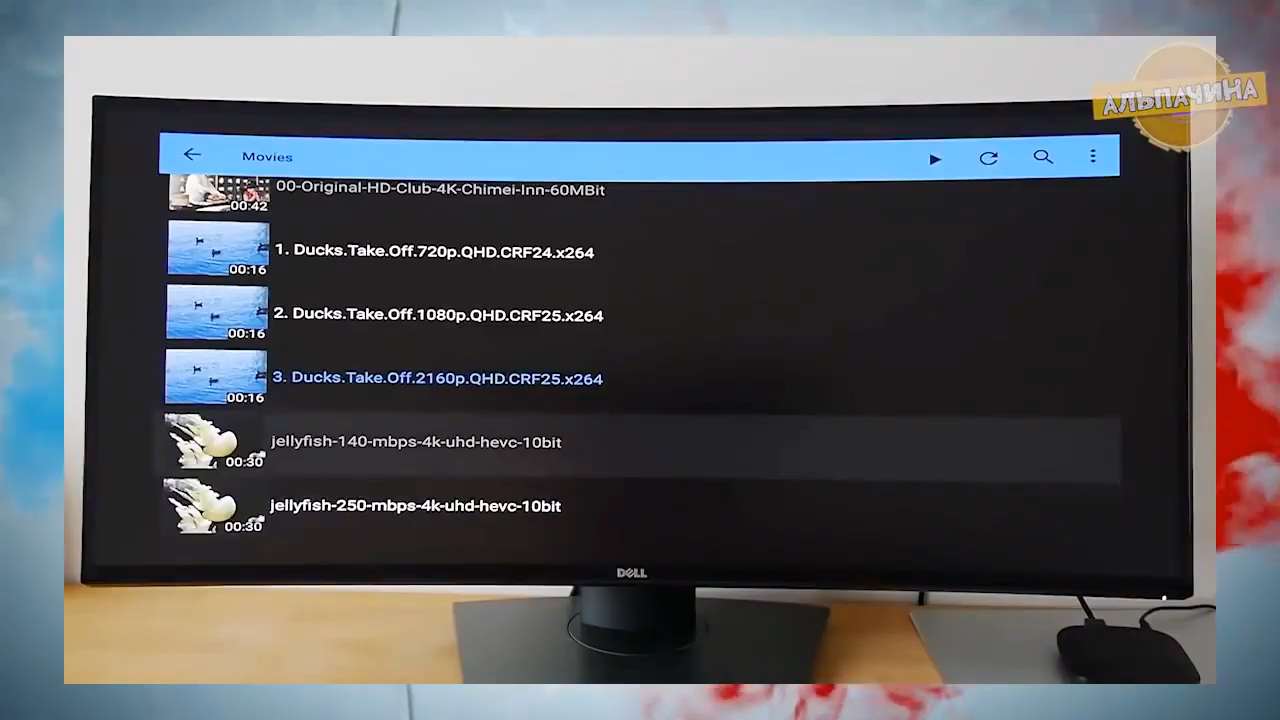 АЛЬПАЧИНА
Movies
00-Original-HD-Club-4K-Chimei-Inn-60MBit
00:42
1. Ducks.Take.Off.720p.QHD.CRF24.x264
00:16
2. Ducks.Take.Off.1080p.QHD.CRF25.x264
00:16
3. Ducks.Take.Off.2160p.QHD.CRF25.x264
00:16
jellyfish-140-mbps-4k-uhd-hevc-10bit
00:30
jellyfish-250-mbps-4k-uhd-hevc-10bit
00:30
DELL